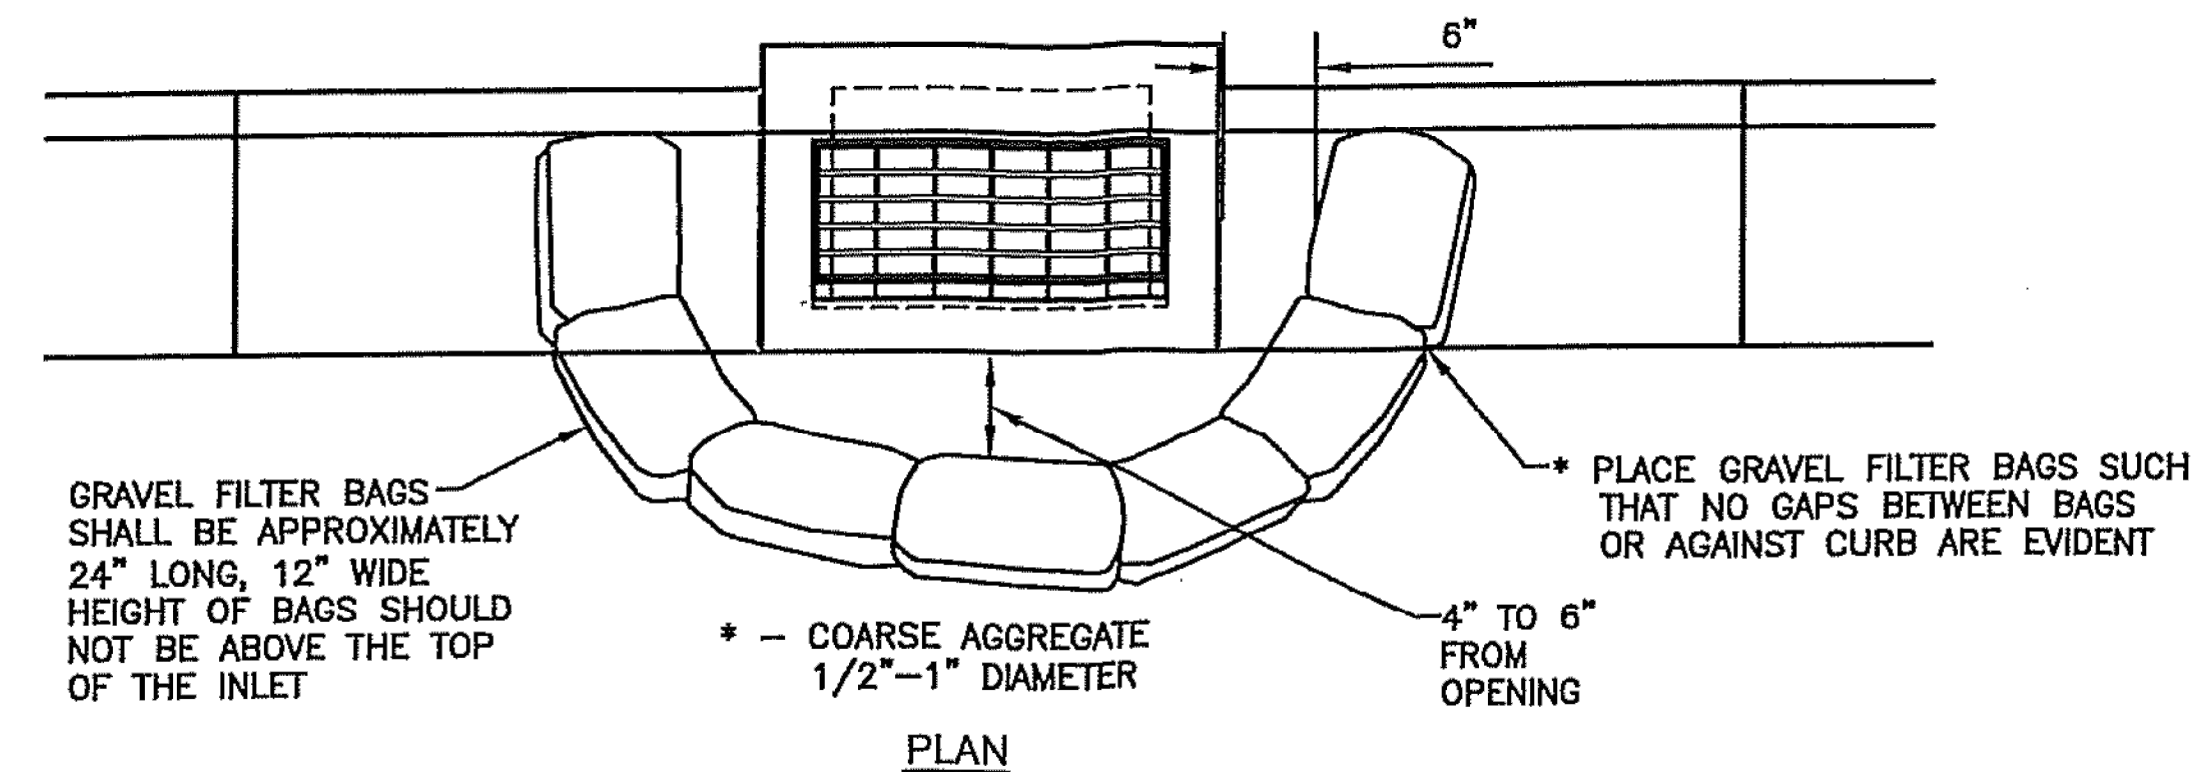 6"
GRAVEL FILTER BAGS
SHALL BE APPROXIMATELY
24" LONG, 12" WIDE
HEIGHT OF BAGS SHOULD
NOT BE ABOVE THE TOP
OF THE INLET
* - COARSE AGGREGATE
1/2"-1" DIAMETER
4" TO 6"
FROM
OPENING
* PLACE GRAVEL FILTER BAGS SUCH
THAT NO GAPS BETWEEN BAGS
OR AGAINST CURB ARE EVIDENT
PLAN